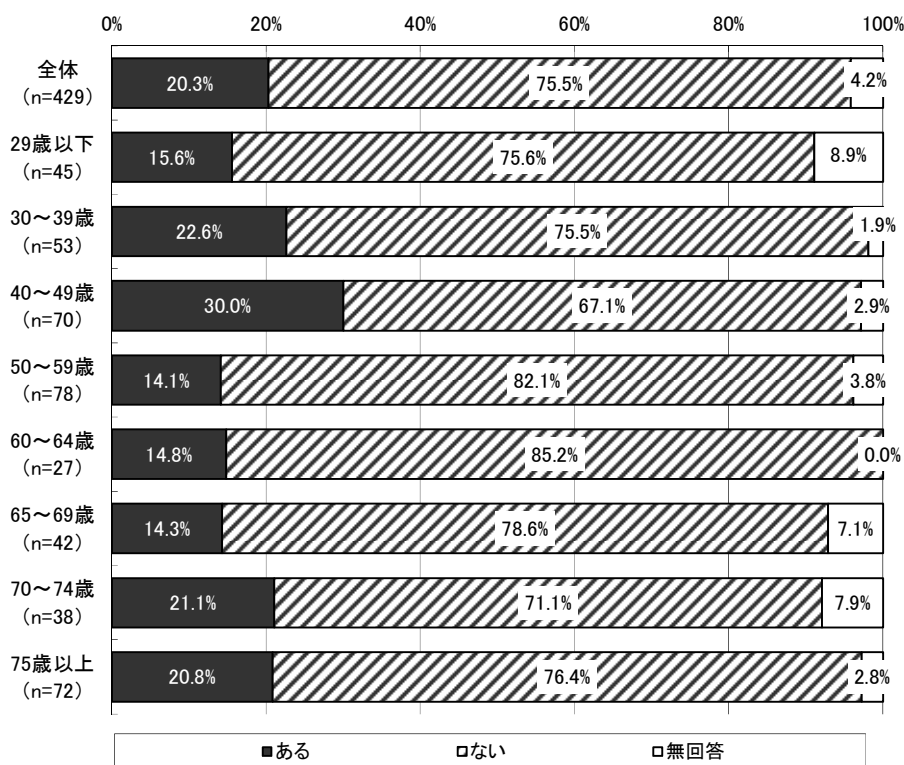 0% 20% 40% 60% 80% 100%
全体
(n=429)
20.3% 75.5% 4.2%
29歳以下
(n=45)
15.6% 75.6% 8.9%
30～39歳
(n=53)
22.6% 75.5% 1.9%
40～49歳
(n=70)
30.0% 67.1% 2.9%
50～59歳
(n=78)
14.1% 82.1% 3.8%
60～64歳
(n=27)
14.8% 85.2% 0.0%
65～69歳
(n=42)
14.3% 78.6% 7.1%
70～74歳
(n=38)
21.1% 71.1% 7.9%
75歳以上
(n=72)
20.8% 76.4% 2.8%
ある ない 無回答